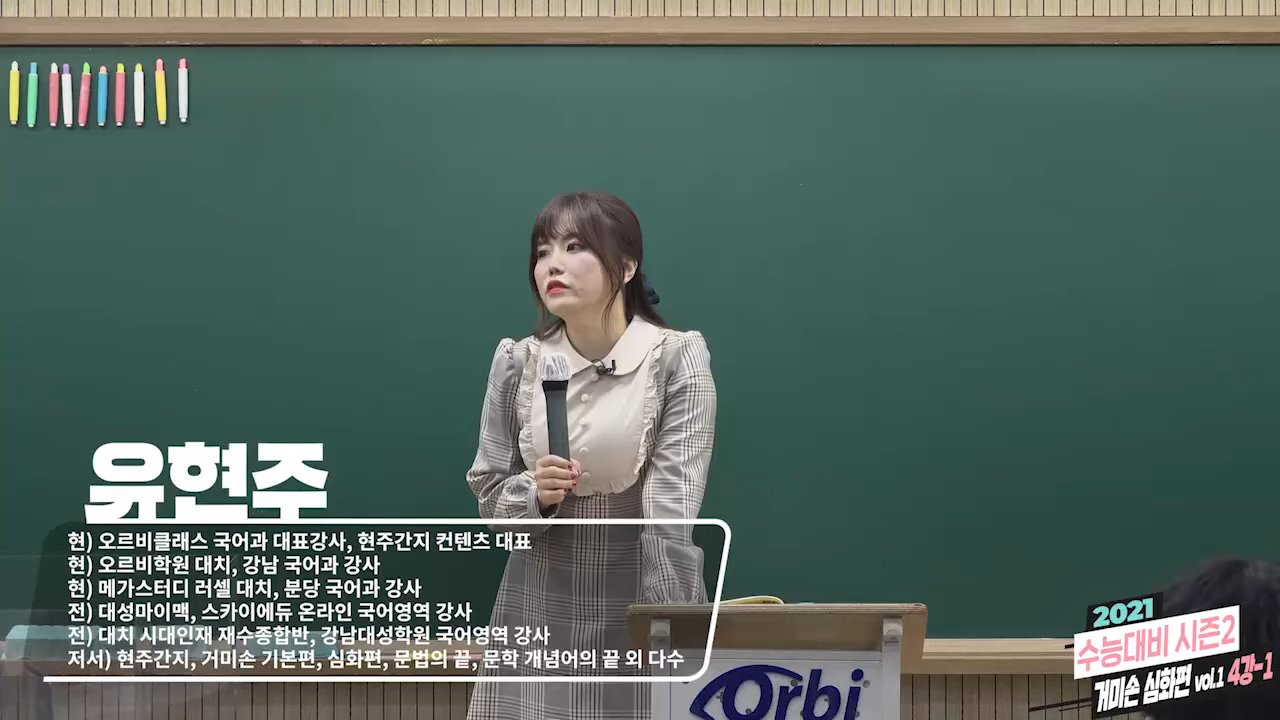 유현주
현) 오르비클래스 국어과 대표강사, 현주간지 컨텐츠 대표
현) 오르비학원 대치, 강남 국어과 강사
현) 메가스터디 러셀 대치, 분당 국어과 강사
전) 대성마이맥, 스카이에듀 온라인 국어영역 강사
전) 대치 시대인재 재수종합반, 강남대성학원 국어영역 강사
저서) 현주간지, 거미손 기본편, 심화편, 문법의 끝, 문학 개념어의 끝 외 다수
Orbi
2021
수능대비 시즌2
거미손 심화편 vol.1 4강-1